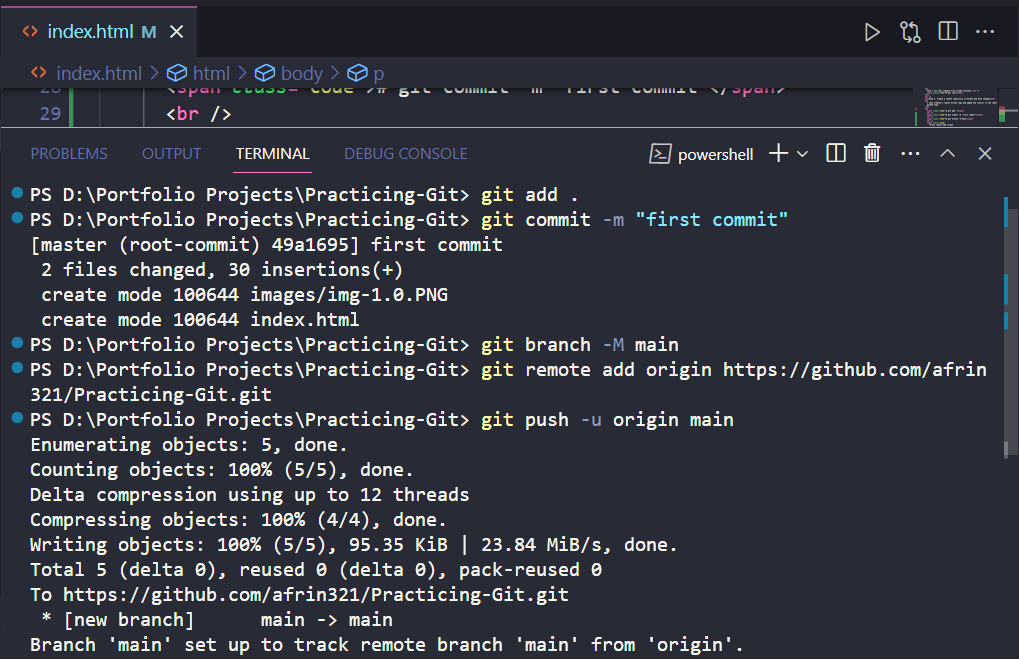 index.html M
index.html > html > body > p
28 <span class="code"># git commit -m "first commit"</span>
29 <br />
PROBLEMS OUTPUT TERMINAL DEBUG CONSOLE powershell
PS D:\Portfolio Projects\Practicing-Git> git add .
PS D:\Portfolio Projects\Practicing-Git> git commit -m "first commit"
[master (root-commit) 49a1695] first commit
2 files changed, 30 insertions(+)
create mode 100644 images/img-1.0.PNG
create mode 100644 index.html
PS D:\Portfolio Projects\Practicing-Git> git branch -M main
PS D:\Portfolio Projects\Practicing-Git> git remote add origin https://github.com/afrin
321/Practicing-Git.git
PS D:\Portfolio Projects\Practicing-Git> git push -u origin main
Enumerating objects: 5, done.
Counting objects: 100% (5/5), done.
Delta compression using up to 12 threads
Compressing objects: 100% (4/4), done.
Writing objects: 100% (5/5), 95.35 KiB | 23.84 MiB/s, done.
Total 5 (delta 0), reused 0 (delta 0), pack-reused 0
To https://github.com/afrin321/Practicing-Git.git
* [new branch] main -> main
Branch 'main' set up to track remote branch 'main' from 'origin'.